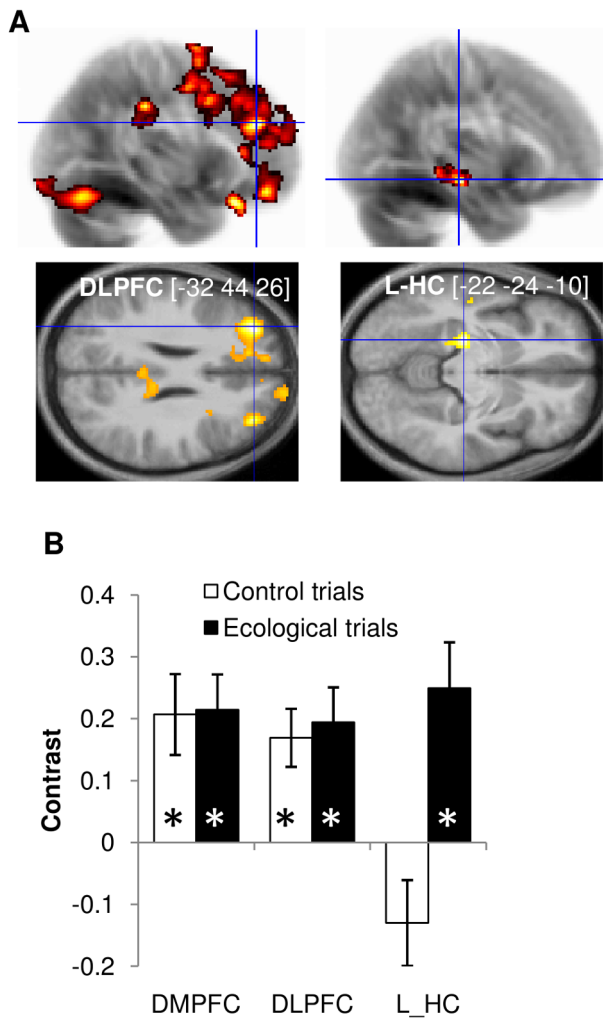 A
DLPFC [-32 44 26]
L-HC [-22 -24 -10]
B
Control trials
Ecological trials
Contrast
0.4
0.3
0.2
0.1
0
-0.1
-0.2
* * * * *
DMPFC DLPFC L_HC